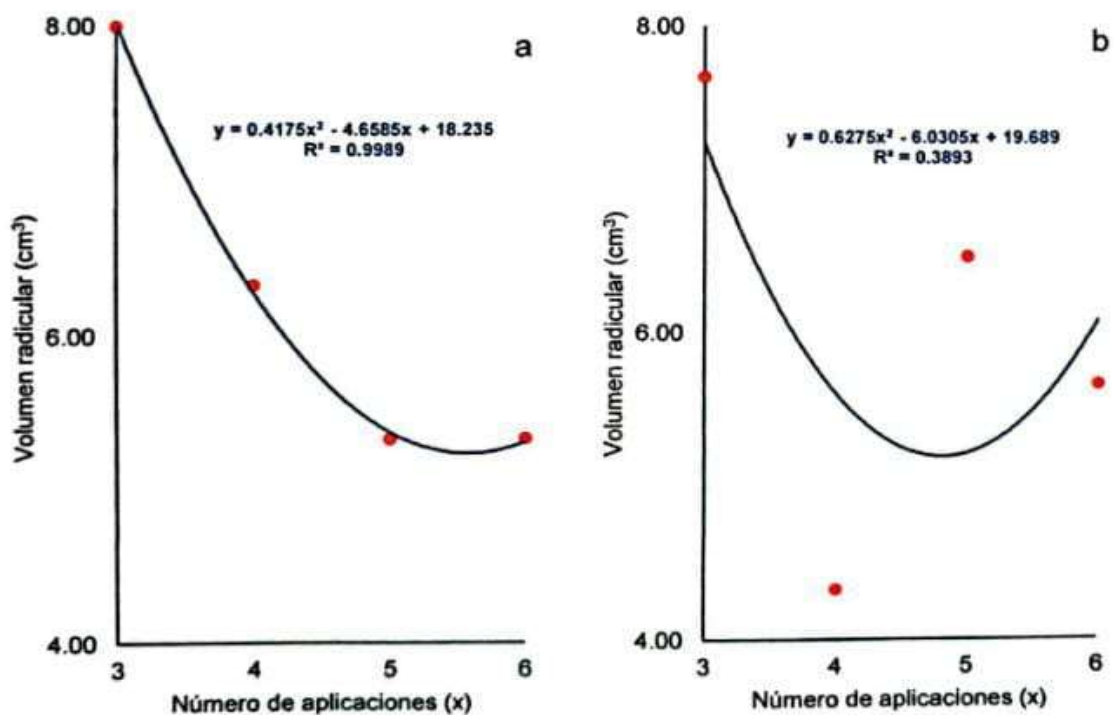 a
y = 0.4175x² - 4.6585x + 18.235
R² = 0.9989
Volumen radicular (cm³)
8.00
6.00
4.00
3 4 5 6
Número de aplicaciones (x)
b
y = 0.6275x² - 6.0305x + 19.689
R² = 0.3893
Volumen radicular (cm³)
8.00
6.00
4.00
3 4 5 6
Número de aplicaciones (x)